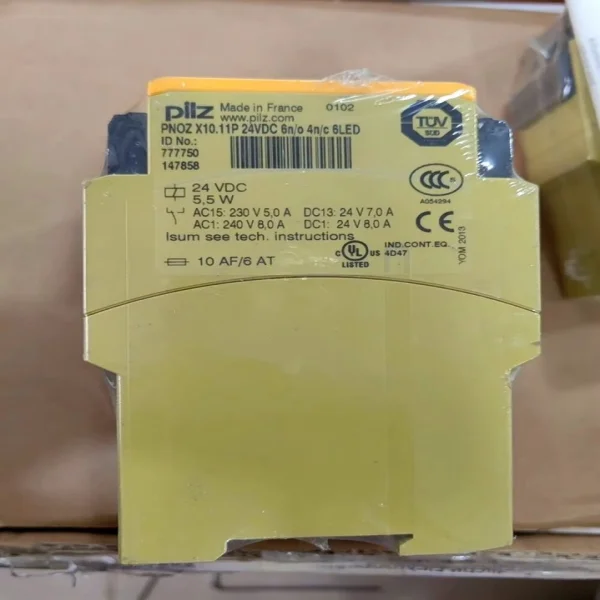 pilz Made in France 0102
www.pilz.com
PNOZ X10.11P 24VDC 6n/o 4n/c 6LED
ID No.:
777750
147858
TÜV
SÜD
24 VDC
5,5 W
AC15: 230 V 5,0 A DC13: 24 V 7,0 A
AC1: 240 V 8,0 A DC1: 24 V 8,0 A
Isum see tech. instructions
10 AF/6 AT
CCC S
A054294
CE
YOM 2013
C UL US IND.CONT.EQ.
LISTED 4D47